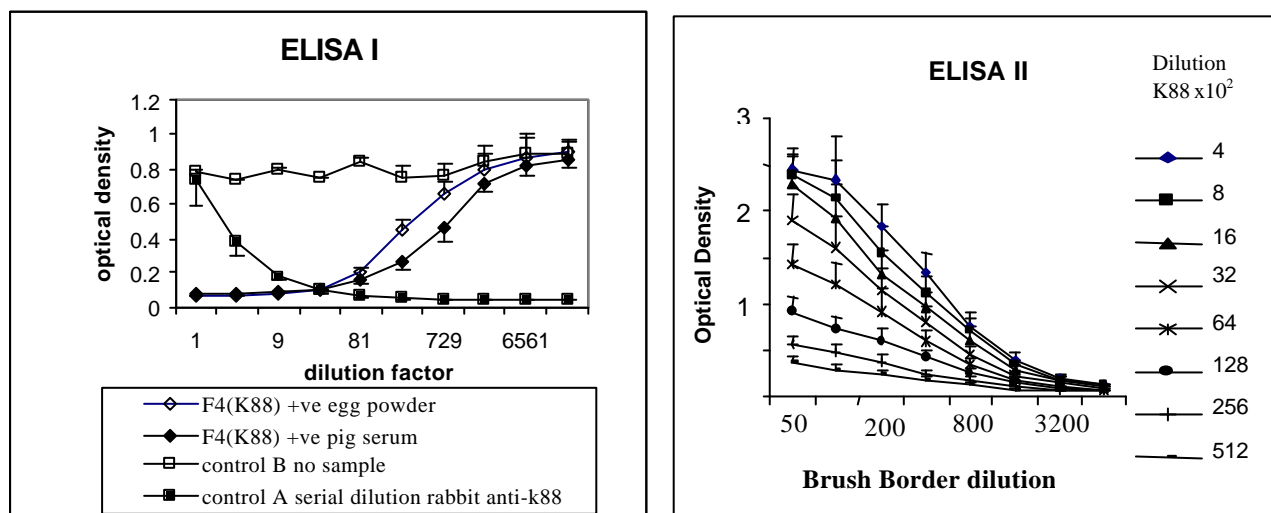 ELISA I
1.2
1
0.8
0.6
0.4
0.2
0
optical density
1 9 81 729 6561
dilution factor
F4(K88) +ve egg powder
F4(K88) +ve pig serum
control B no sample
control A serial dilution rabbit anti-k88
ELISA II
3
2
1
Optical Density
50 200 800 3200
Brush Border dilution
Dilution
K88 x10²
4
8
16
32
64
128
256
512